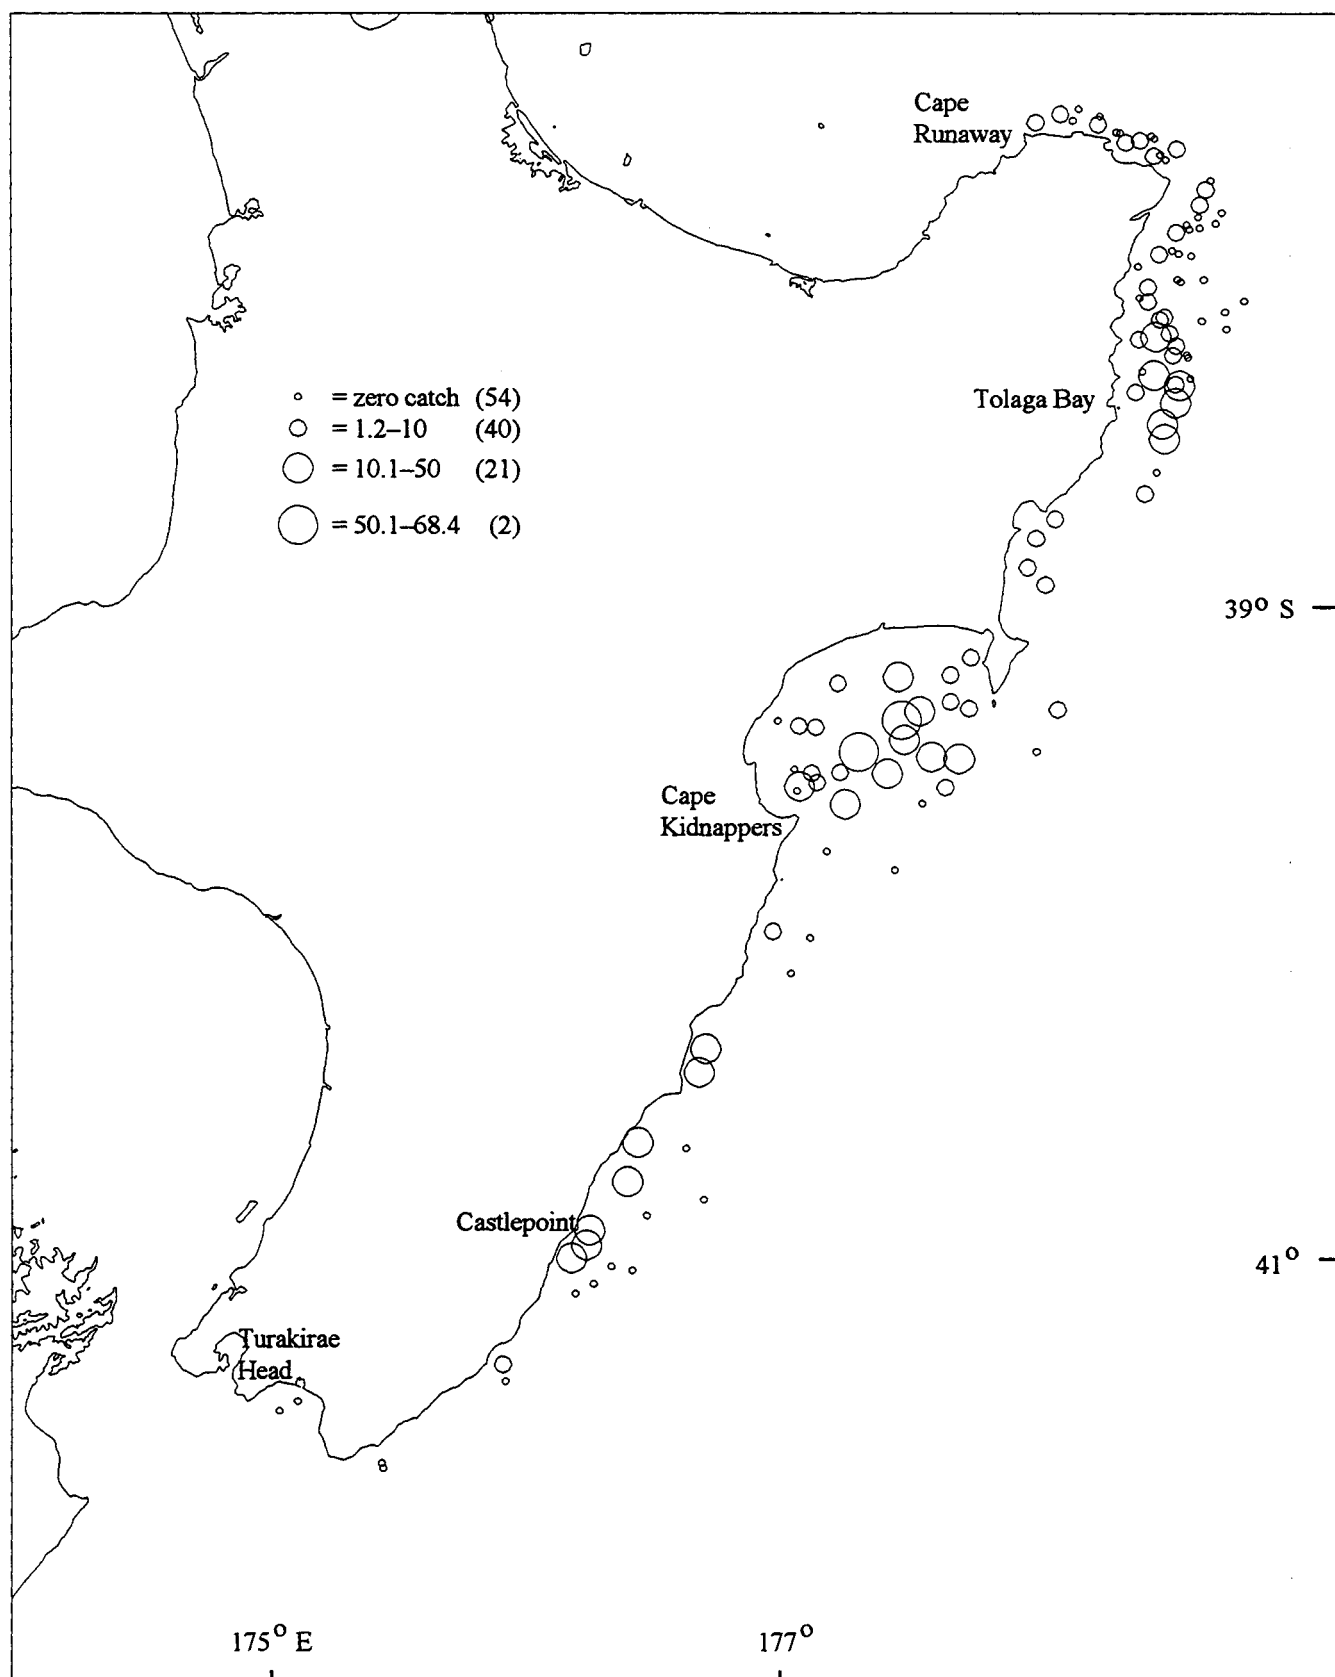 Cape
Runaway
= zero catch (54)
= 1.2–10 (40)
= 10.1–50 (21)
= 50.1–68.4 (2)
Tolaga Bay
39° S
Cape
Kidnappers
Castlepoint
41°
Turakirae
Head
175° E
177°